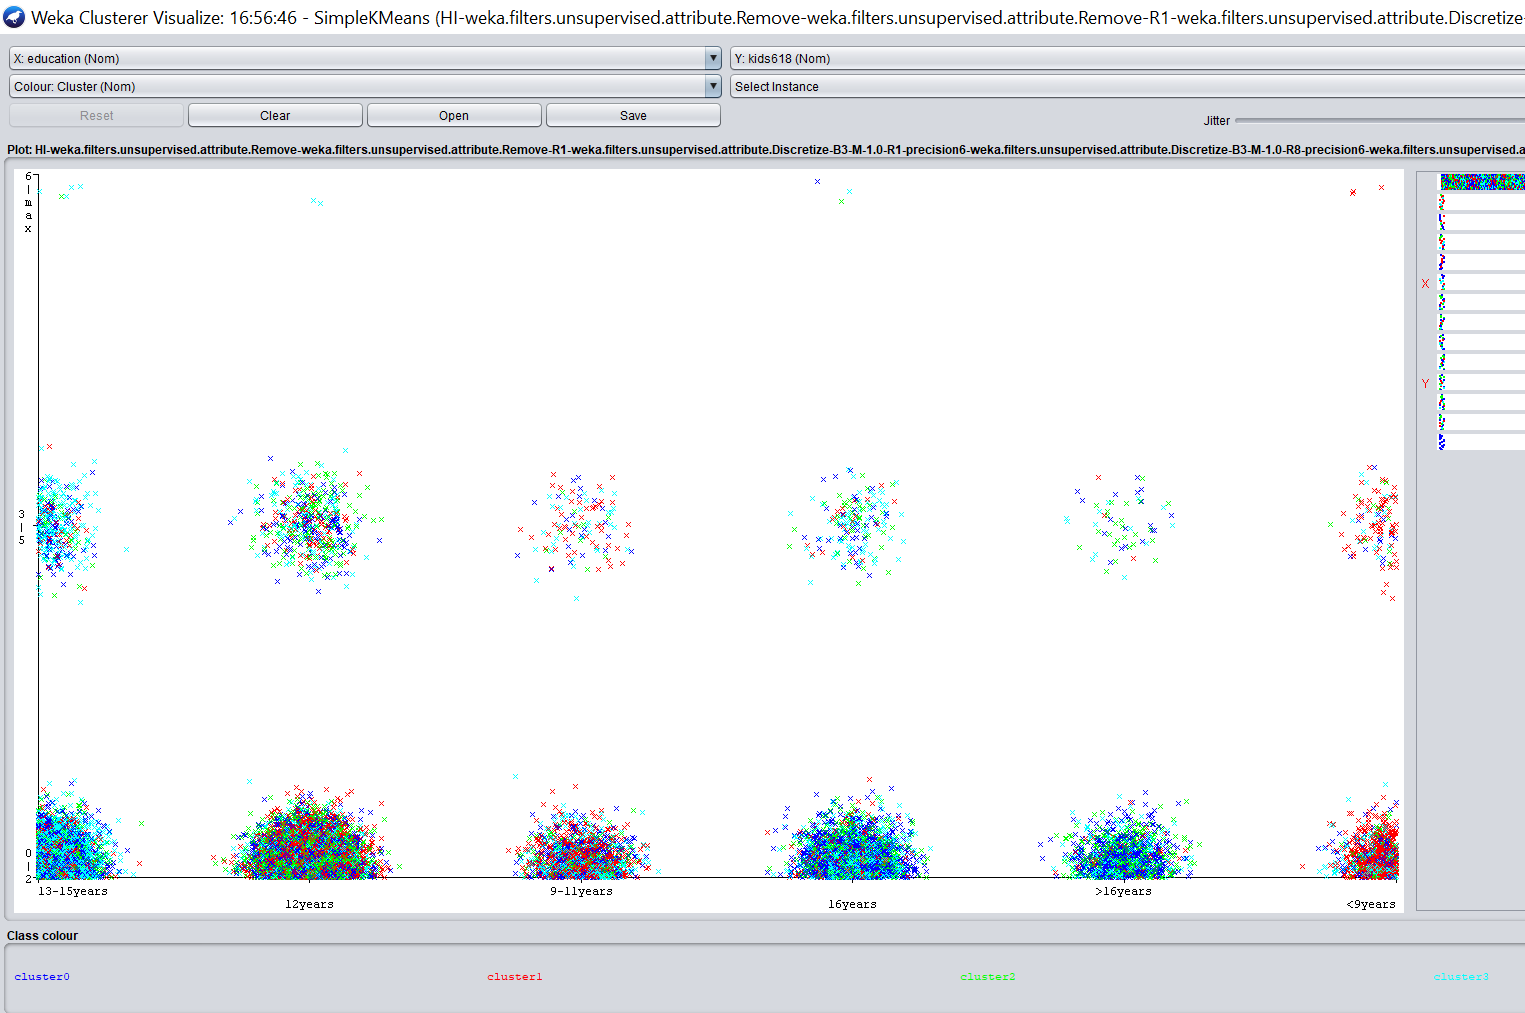 Weka Clusterer Visualize: 16:56:46 - SimpleKMeans (HI-weka.filters.unsupervised.attribute.Remove-weka.filters.unsupervised.attribute.Remove-R1-weka.filters.unsupervised.attribute.Discretize-
X: education (Nom)
Y: kids618 (Nom)
Colour: Cluster (Nom)
Select Instance
Reset
Clear
Open
Save
Jitter
Plot: HI-weka.filters.unsupervised.attribute.Remove-weka.filters.unsupervised.attribute.Remove-R1-weka.filters.unsupervised.attribute.Discretize-B3-M-1.0-R1-precision6-weka.filters.unsupervised.attribute.Discretize-B3-M-1.0-R8-precision6-weka.filters.unsupervised.a
6
|
m
a
x
X
Y
3
|
5
0
|
2
13-15years
12years
9-11years
16years
>16years
<9years
Class colour
cluster0
cluster1
cluster2
cluster3